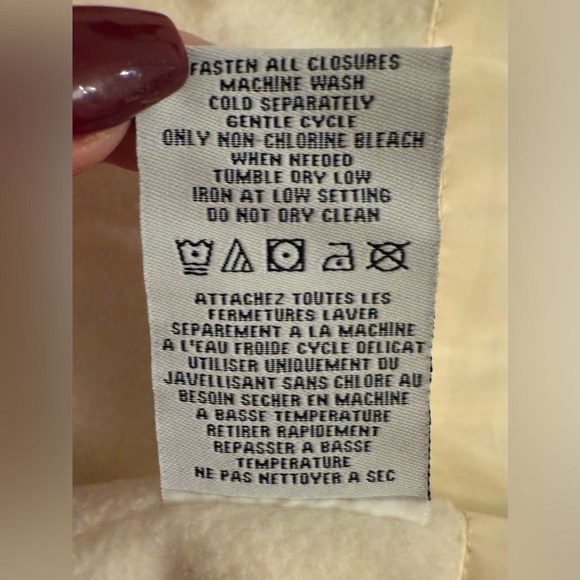 FASTEN ALL CLOSURES
MACHINE WASH
COLD SEPARATELY
GENTLE CYCLE
ONLY NON-CHLORINE BLEACH
WHEN NEEDED
TUMBLE DRY LOW
IRON AT LOW SETTING
DO NOT DRY CLEAN
ATTACHEZ TOUTES LES
FERMETURES LAVER
SEPAREMENT A LA MACHINE
A L'EAU FROIDE CYCLE DELICAT
UTILISER UNIQUEMENT DU
JAVELLISANT SANS CHLORE AU
BESOIN SECHER EN MACHINE
A BASSE TEMPERATURE
RETIRER RAPIDEMENT
REPASSER A BASSE
TEMPERATURE
NE PAS NETTOYER A SEC